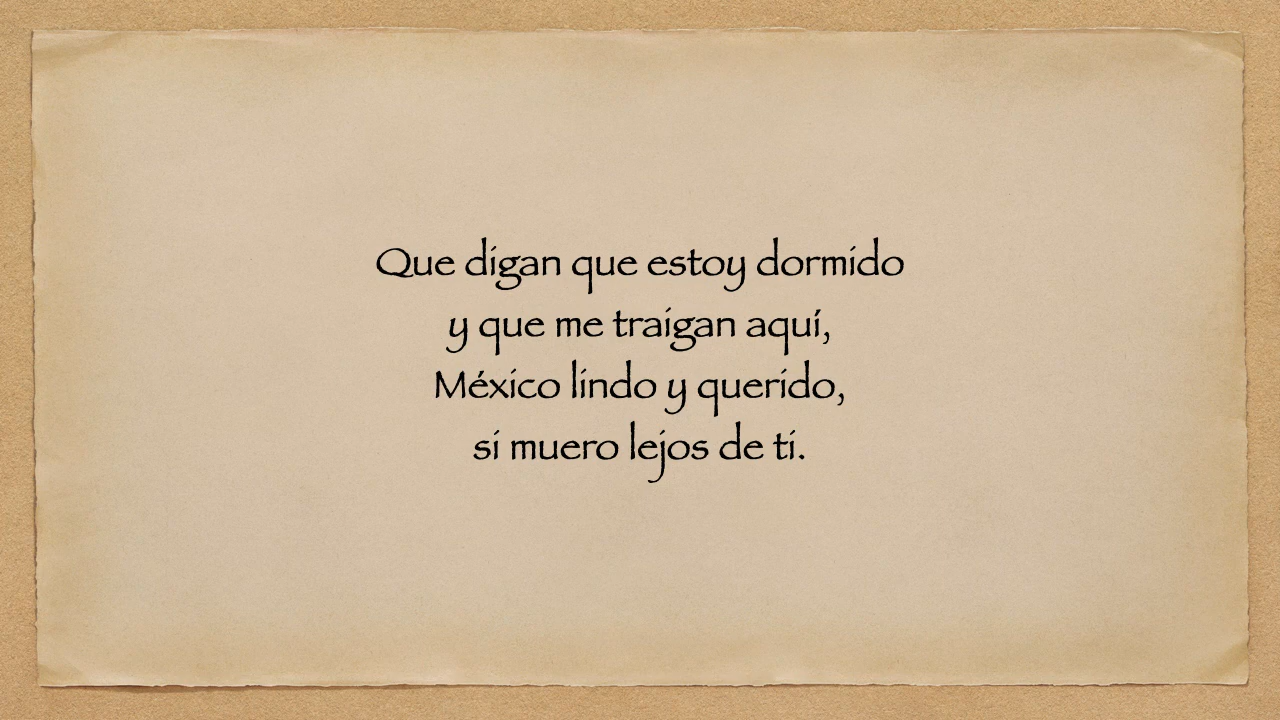 Que digan que estoy dormido
y que me traigan aquí,
México lindo y querido,
si muero lejos de ti.